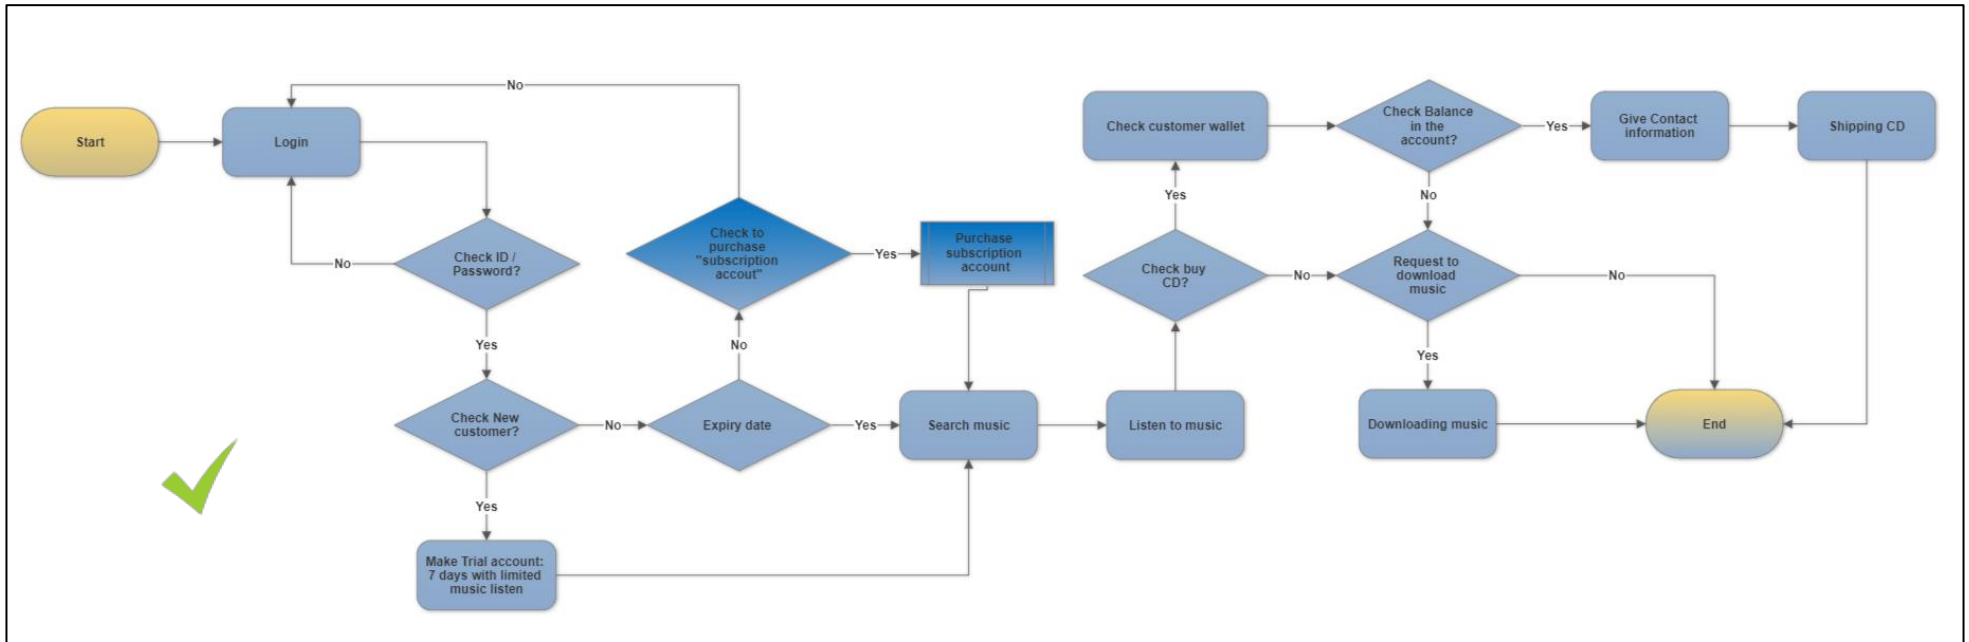 Start
Login
No
Check ID /
Password?
No
Yes
Check New
customer?
No
Yes
Make Trial account:
7 days with limited
music listen
Expiry date
No
Yes
Check to
purchase
"subscription
accout"
Yes
Purchase
subscription
account
Search music
Listen to music
Check buy
CD?
Yes
No
Check customer wallet
Check Balance
in the
account?
Yes
No
Give Contact
information
Shipping CD
Request to
download
music
No
Yes
Downloading music
End